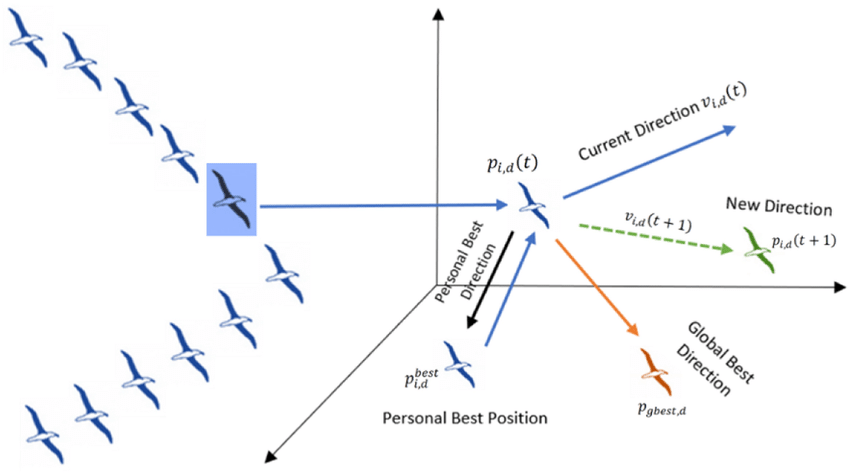 Current Direction v_{i,d}(t)
p_{i,d}(t)
New Direction
v_{i,d}(t + 1)
p_{i,d}(t + 1)
Personal Best
Direction
Global Best
Direction
p_{i,d}^{best}
p_{gbest,d}
Personal Best Position